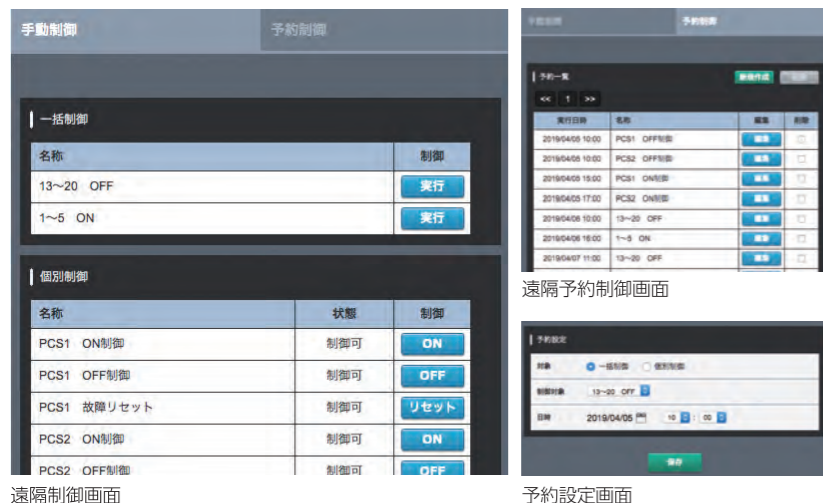 手動制御 予約制御
一括制御
名称 制御
13〜20 OFF 実行
1〜5 ON 実行
個別制御
名称 状態 制御
PCS1 ON制御 制御可 ON
PCS1 OFF制御 制御可 OFF
PCS1 故障リセット 制御可 リセット
PCS2 ON制御 制御可 ON
PCS2 OFF制御 制御可 OFF
遠隔制御画面
手動制御 予約制御
予約一覧 新規作成
<< 1 >>
実行日時 名称 編集 削除
2019/04/05 10:00 PCS1 OFF制御 編集
2019/04/05 10:00 PCS2 OFF制御 編集
2019/04/05 15:00 PCS1 ON制御 編集
2019/04/05 17:00 PCS2 ON制御 編集
2019/04/06 10:00 13〜20 OFF 編集
2019/04/06 16:00 1〜5 ON 編集
2019/04/07 11:00 13〜20 OFF 編集
遠隔予約制御画面
予約設定
対象 一括制御 個別制御
制御対象 13〜20 OFF
日時 2019/04/05 10 : 00
保存
予約設定画面